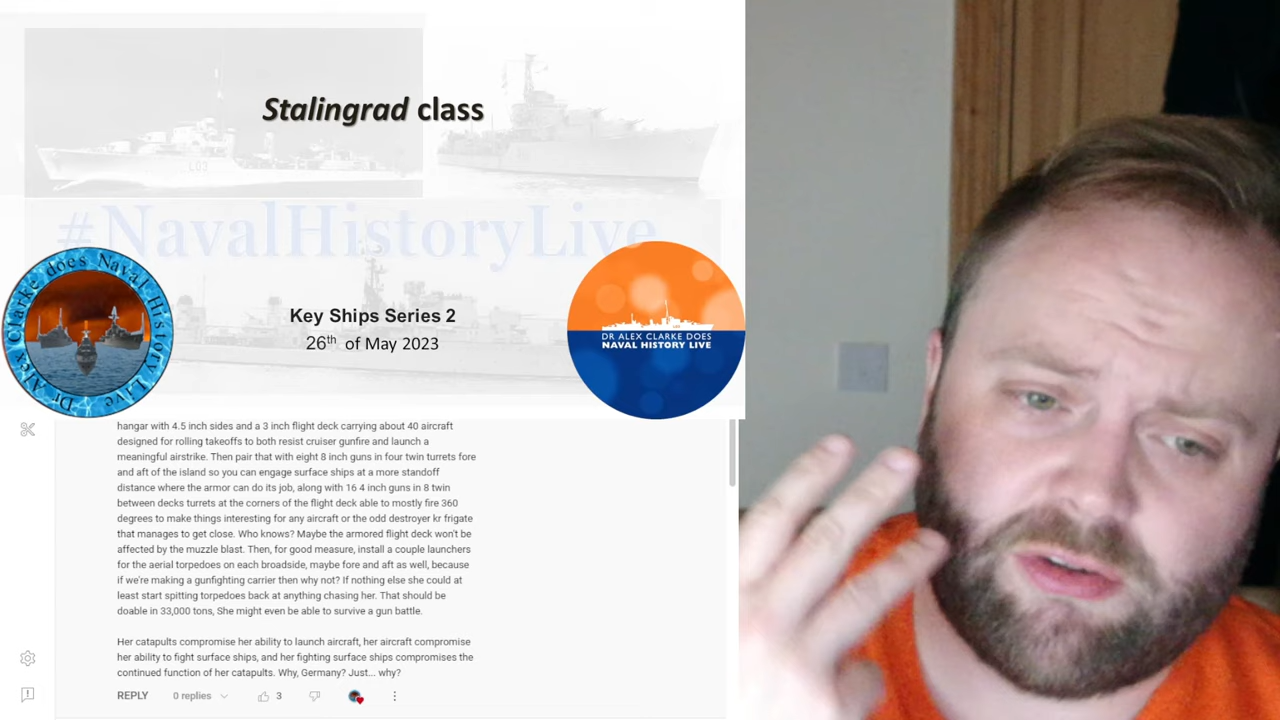 Stalingrad class
#NavalHistoryLive
Key Ships Series 2
26th of May 2023
Dr Alex Clarke does Naval History Live
DR ALEX CLARKE DOES
NAVAL HISTORY LIVE
hangar with 4.5 inch sides and a 3 inch flight deck carrying about 40 aircraft
designed for rolling takeoffs to both resist cruiser gunfire and launch a
meaningful airstrike. Then pair that with eight 8 inch guns in four twin turrets fore
and aft of the island so you can engage surface ships at a more standoff
distance where the armor can do its job, along with 16 4 inch guns in 8 twin
between decks turrets at the corners of the flight deck able to mostly fire 360
degrees to make things interesting for any aircraft or the odd destroyer kr frigate
that manages to get close. Who knows? Maybe the armored flight deck won't be
affected by the muzzle blast. Then, for good measure, install a couple launchers
for the aerial torpedoes on each broadside, maybe fore and aft as well, because
if we're making a gunfighting carrier then why not? If nothing else she could at
least start spitting torpedoes back at anything chasing her. That should be
doable in 33,000 tons, She might even be able to survive a gun battle.
Her catapults compromise her ability to launch aircraft, her aircraft compromise
her ability to fight surface ships, and her fighting surface ships compromises the
continued function of her catapults. Why, Germany? Just... why?
REPLY 0 replies 3